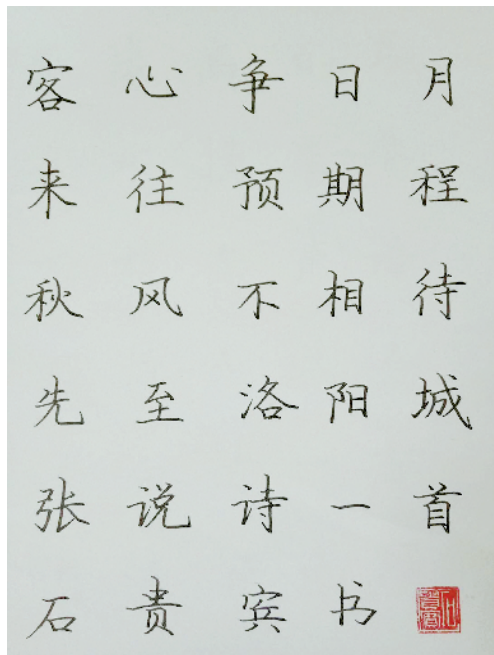 客心争日月
来往预期程
秋风不相待
先至洛阳城
张说诗一首
石贵宾书